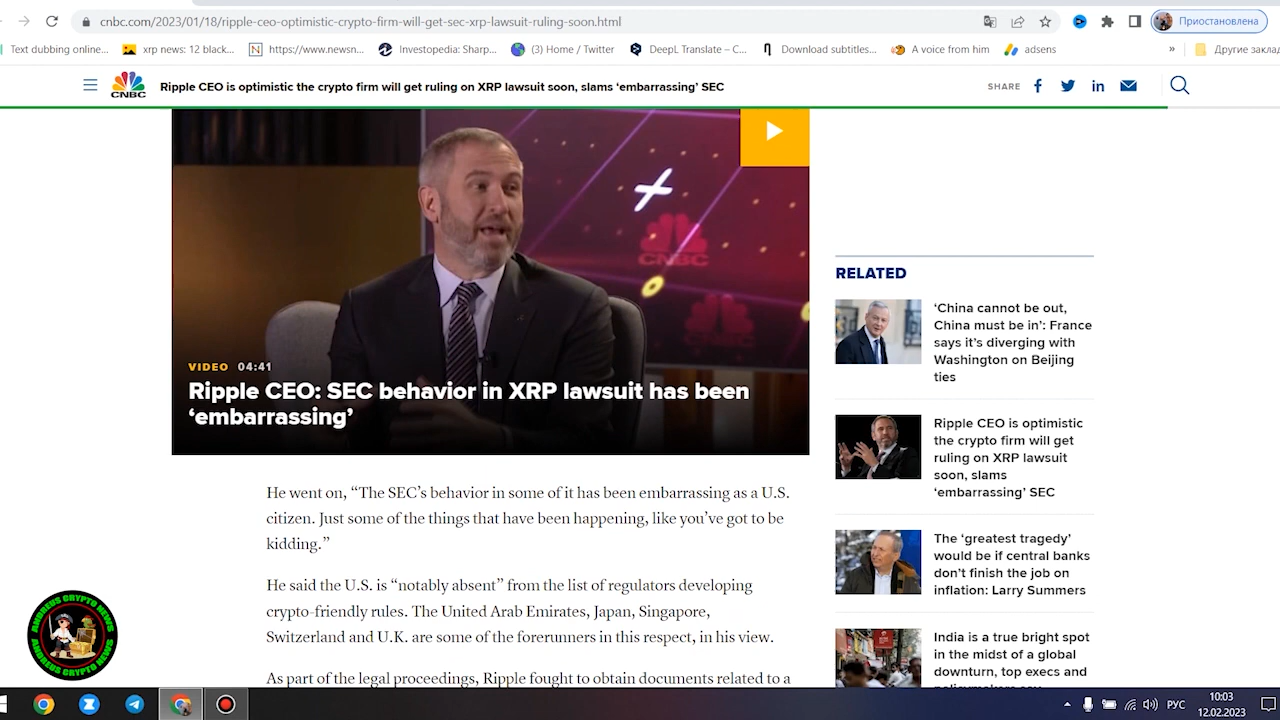 cnbc.com/2023/01/18/ripple-ceo-optimistic-crypto-firm-will-get-sec-xrp-lawsuit-ruling-soon.html
Приостановлена
Text dubbing online...
xrp news: 12 black...
https://www.newsn...
Investopedia: Sharp...
(3) Home / Twitter
DeepL Translate – C...
Download subtitles...
A voice from him
adsens
»
Другие закла
CNBC
Ripple CEO is optimistic the crypto firm will get ruling on XRP lawsuit soon, slams ‘embarrassing’ SEC
SHARE
CNBC
VIDEO 04:41
Ripple CEO: SEC behavior in XRP lawsuit has been
‘embarrassing’
He went on, “The SEC’s behavior in some of it has been embarrassing as a U.S.
citizen. Just some of the things that have been happening, like you’ve got to be
kidding.”
He said the U.S. is “notably absent” from the list of regulators developing
crypto-friendly rules. The United Arab Emirates, Japan, Singapore,
Switzerland and U.K. are some of the forerunners in this respect, in his view.
As part of the legal proceedings, Ripple fought to obtain documents related to a
RELATED
‘China cannot be out,
China must be in’: France
says it’s diverging with
Washington on Beijing
ties
Ripple CEO is optimistic
the crypto firm will get
ruling on XRP lawsuit
soon, slams
‘embarrassing’ SEC
The ‘greatest tragedy’
would be if central banks
don’t finish the job on
inflation: Larry Summers
India is a true bright spot
in the midst of a global
downturn, top execs and
ANDREUS CRYPTO NEWS
ANDREUS CRYPTO NEWS
РУС
10:03
12.02.2023